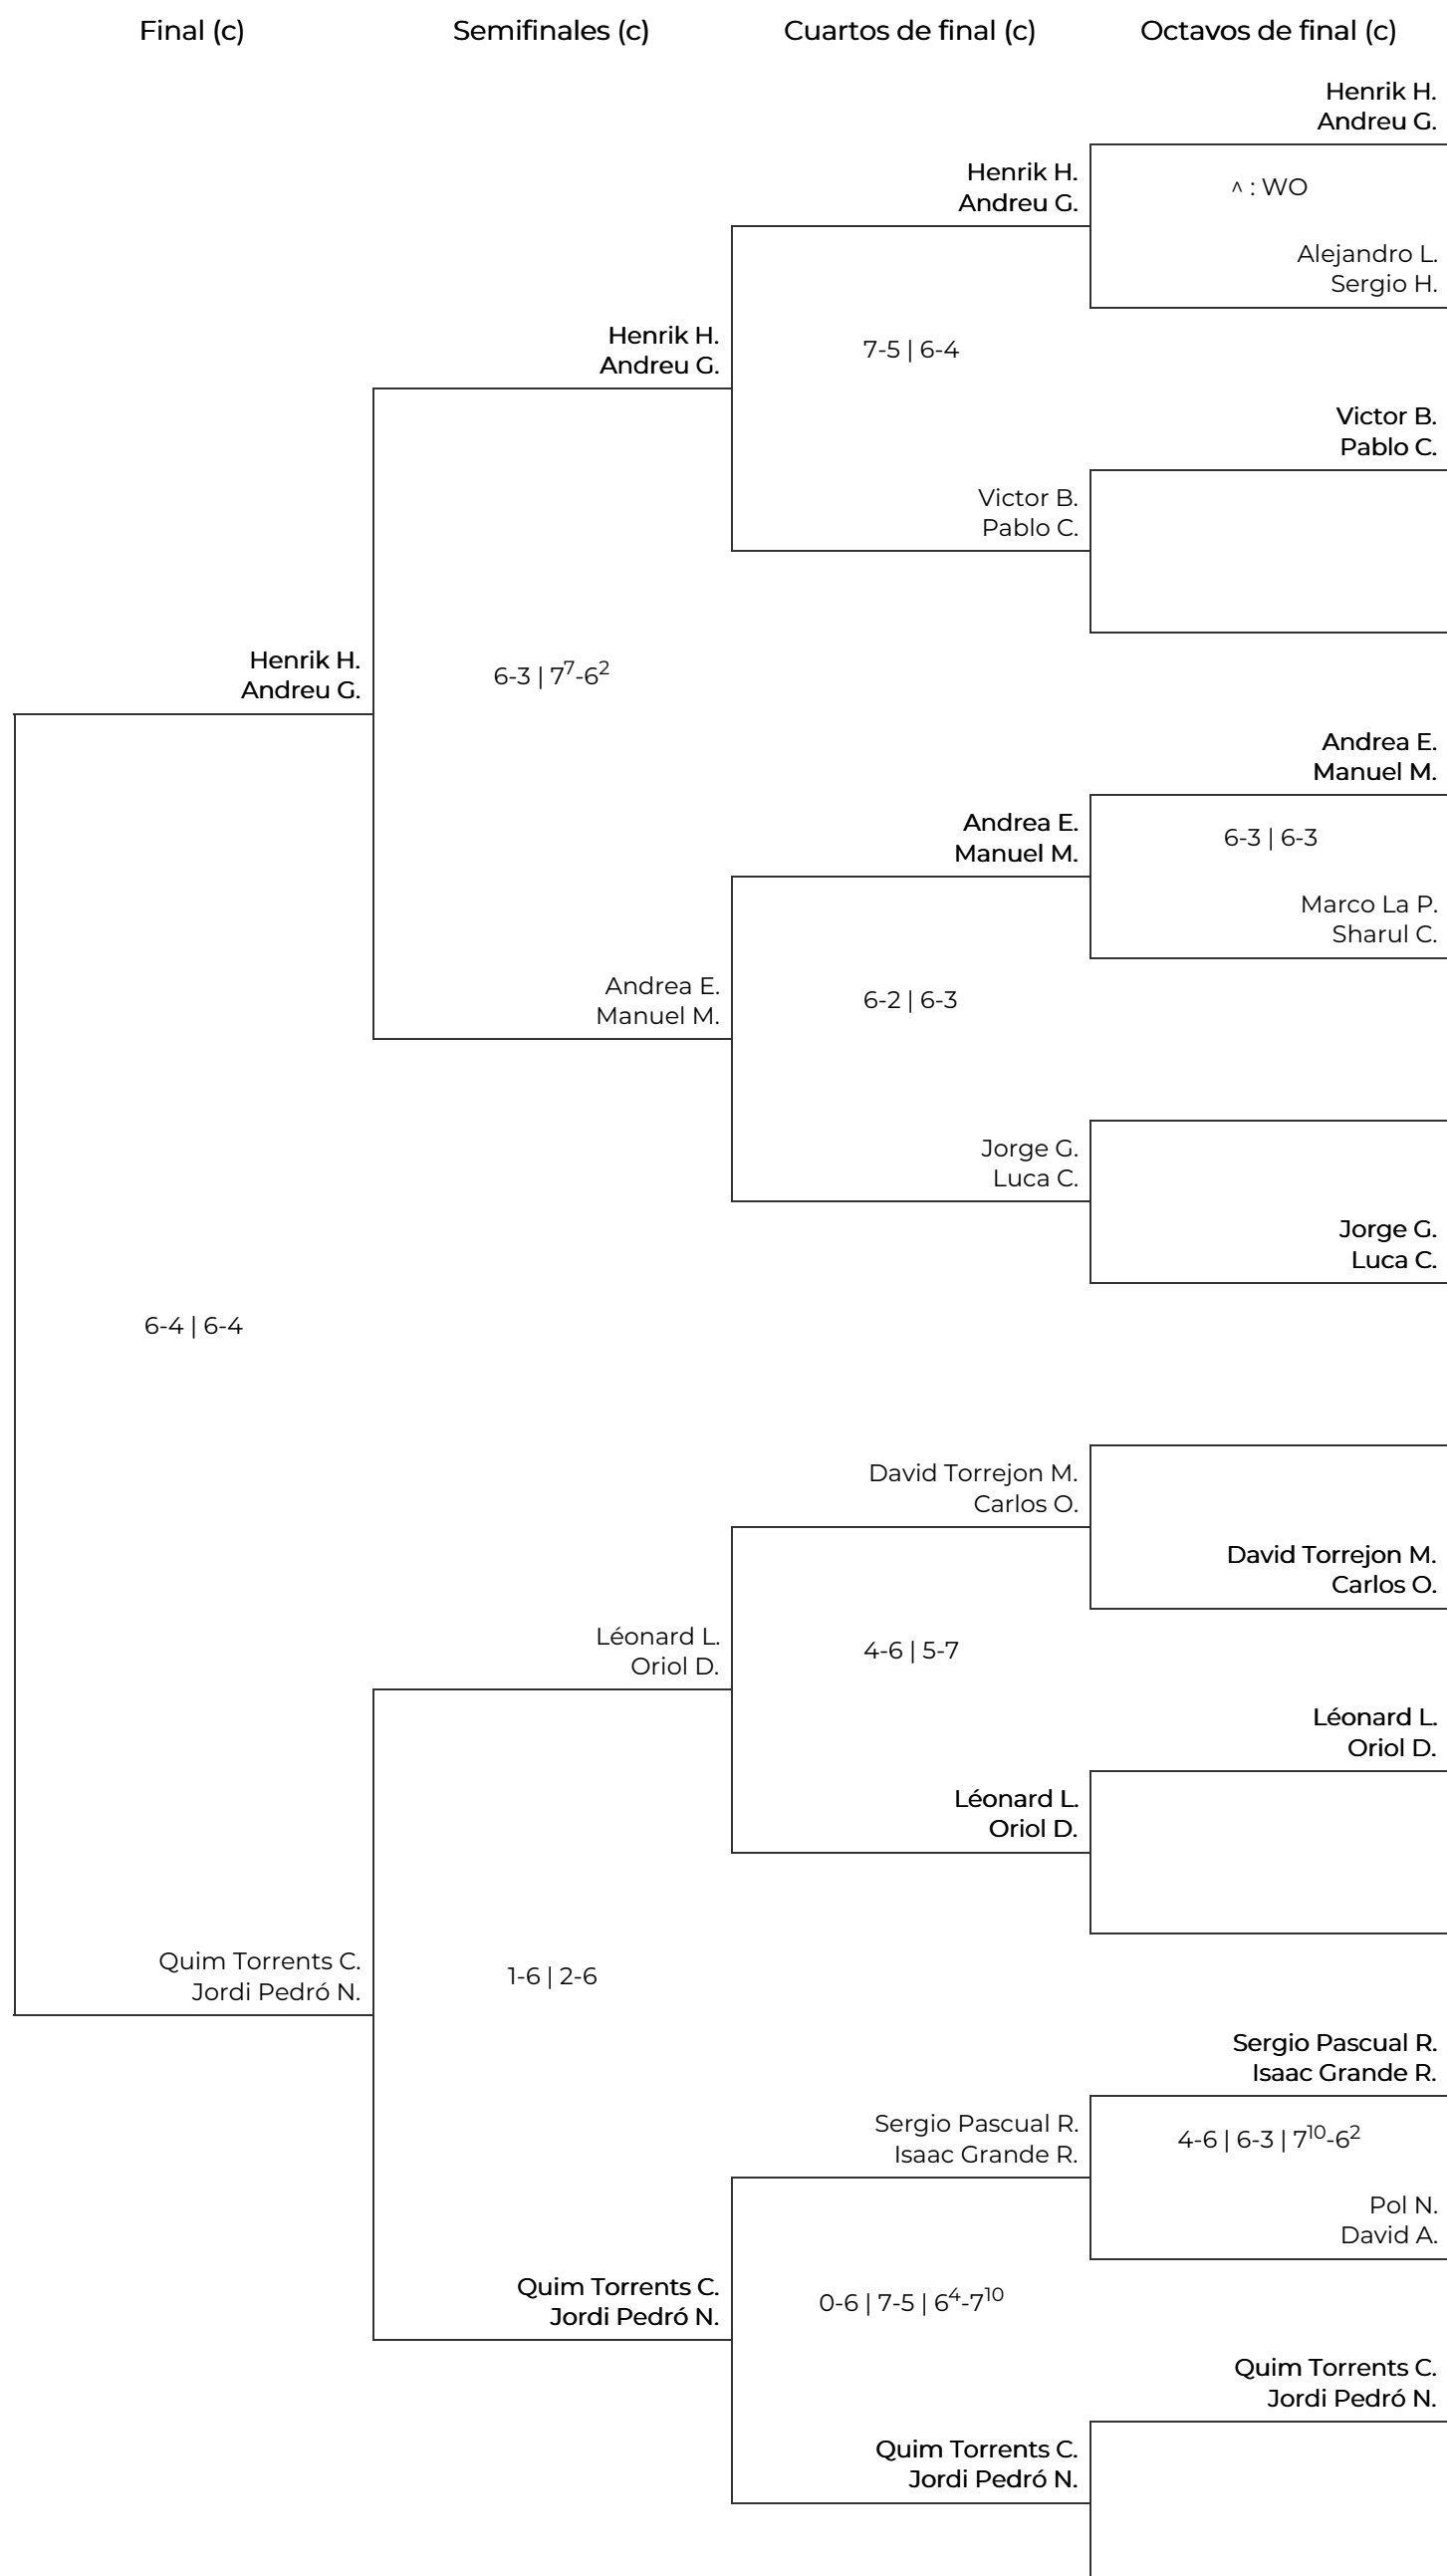 Final (c)
Semifinales (c)
Cuartos de final (c)
Octavos de final (c)
Henrik H.
Andreu G.
Henrik H.
Andreu G.
^ : WO
Alejandro L.
Sergio H.
Henrik H.
Andreu G.
7-5 | 6-4
Victor B.
Pablo C.
Victor B.
Pablo C.
Henrik H.
Andreu G.
6-3 | 7⁷-6²
Andrea E.
Manuel M.
Andrea E.
Manuel M.
6-3 | 6-3
Marco La P.
Sharul C.
Andrea E.
Manuel M.
6-2 | 6-3
Jorge G.
Luca C.
Jorge G.
Luca C.
6-4 | 6-4
David Torrejon M.
Carlos O.
David Torrejon M.
Carlos O.
Léonard L.
Oriol D.
4-6 | 5-7
Léonard L.
Oriol D.
Léonard L.
Oriol D.
Quim Torrents C.
Jordi Pedró N.
1-6 | 2-6
Sergio Pascual R.
Isaac Grande R.
Sergio Pascual R.
Isaac Grande R.
4-6 | 6-3 | 7¹⁰-6²
Pol N.
David A.
Quim Torrents C.
Jordi Pedró N.
0-6 | 7-5 | 6⁴-7¹⁰
Quim Torrents C.
Jordi Pedró N.
Quim Torrents C.
Jordi Pedró N.